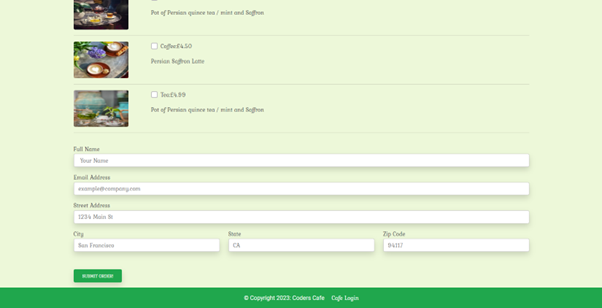 Pot of Persian quince tea / mint and Saffron
Coffee:£4.50
Persian Saffron Latte
Tea:£4.99
Pot of Persian quince tea / mint and Saffron
Full Name
Your Name
Email Address
example@company.com
Street Address
1234 Main St
City
State
Zip Code
San Francisco
CA
94117
SUBMIT ORDER!
© Copyright 2023: Coders Cafe
Cafe Login